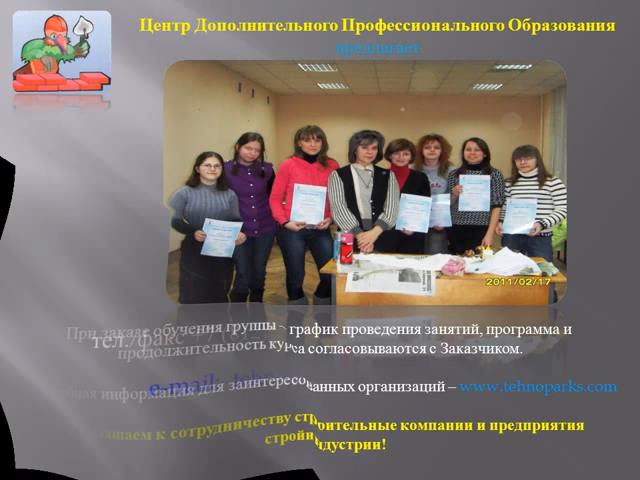 Центр Дополнительного Профессионального Образования
предлагает
2011/02/17
При заказе обучения группы – график проведения занятий, программа и
тел./факс
продолжительность курса согласовываются с Заказчиком.
e-mail:
информация для заинтересованных организаций – www.tehnoparks.com
к сотрудничеству строительные компании и предприятия
стройиндустрии!